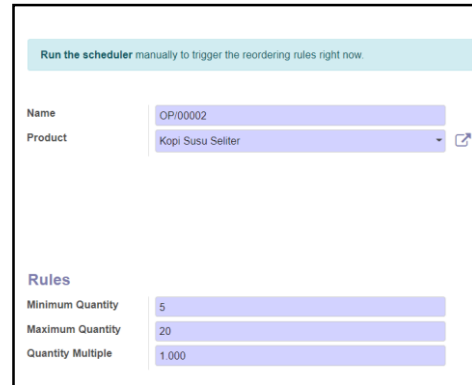 Run the scheduler manually to trigger the reordering rules right now.
Name OP/00002
Product Kopi Susu Seliter
Rules
Minimum Quantity 5
Maximum Quantity 20
Quantity Multiple 1.000